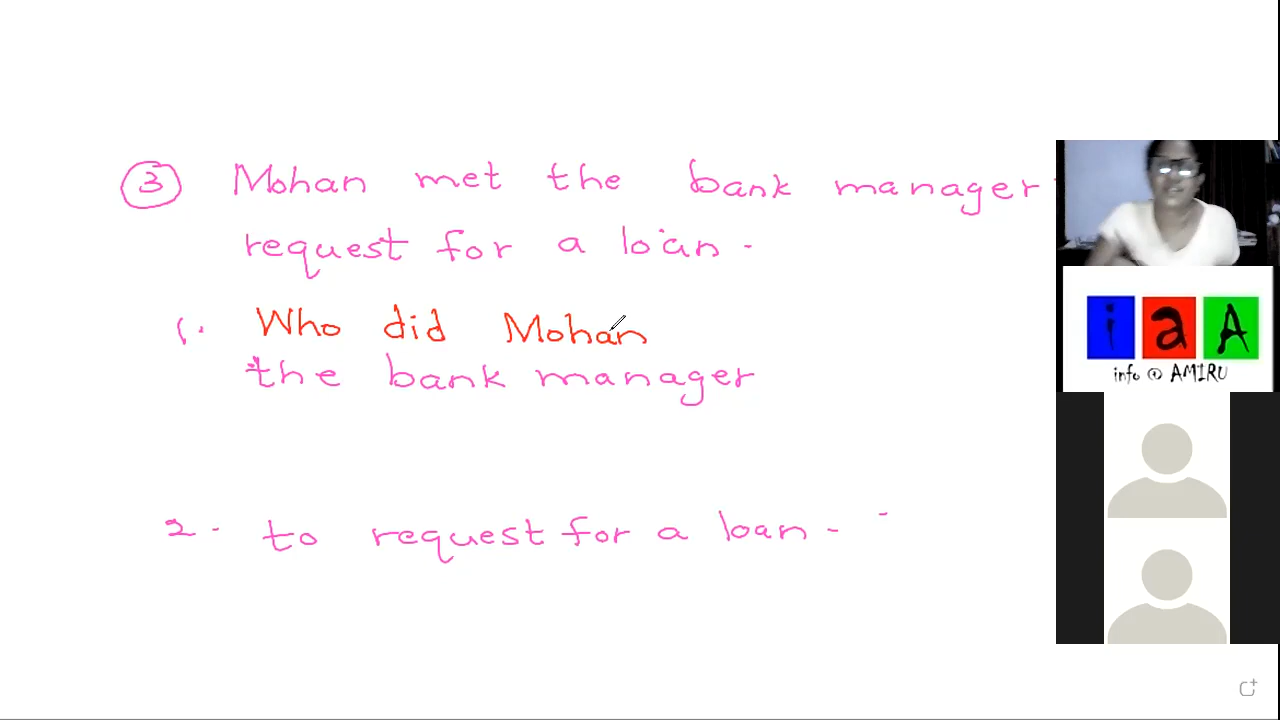 3 Mohan met the bank manager
request for a loan.
1. Who did Mohan
the bank manager
2. to request for a loan.
i a A
info @ AMIRU